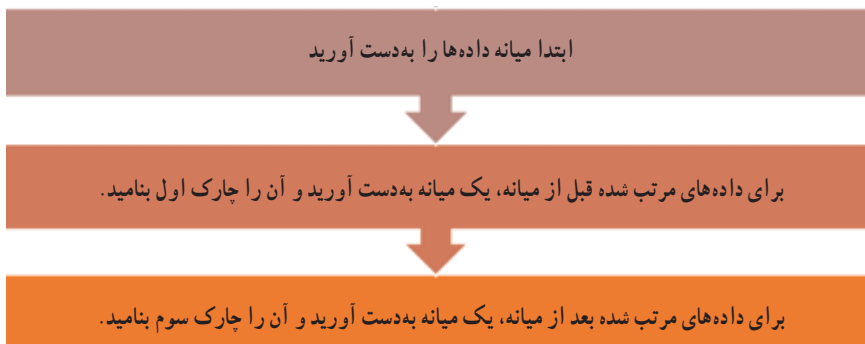 ابتدا میانه داده‌ها را به‌دست آورید
برای داده‌های مرتب شده قبل از میانه، یک میانه به‌دست آورید و آن را چارک اول بنامید.
برای داده‌های مرتب شده بعد از میانه، یک میانه به‌دست آورید و آن را چارک سوم بنامید.